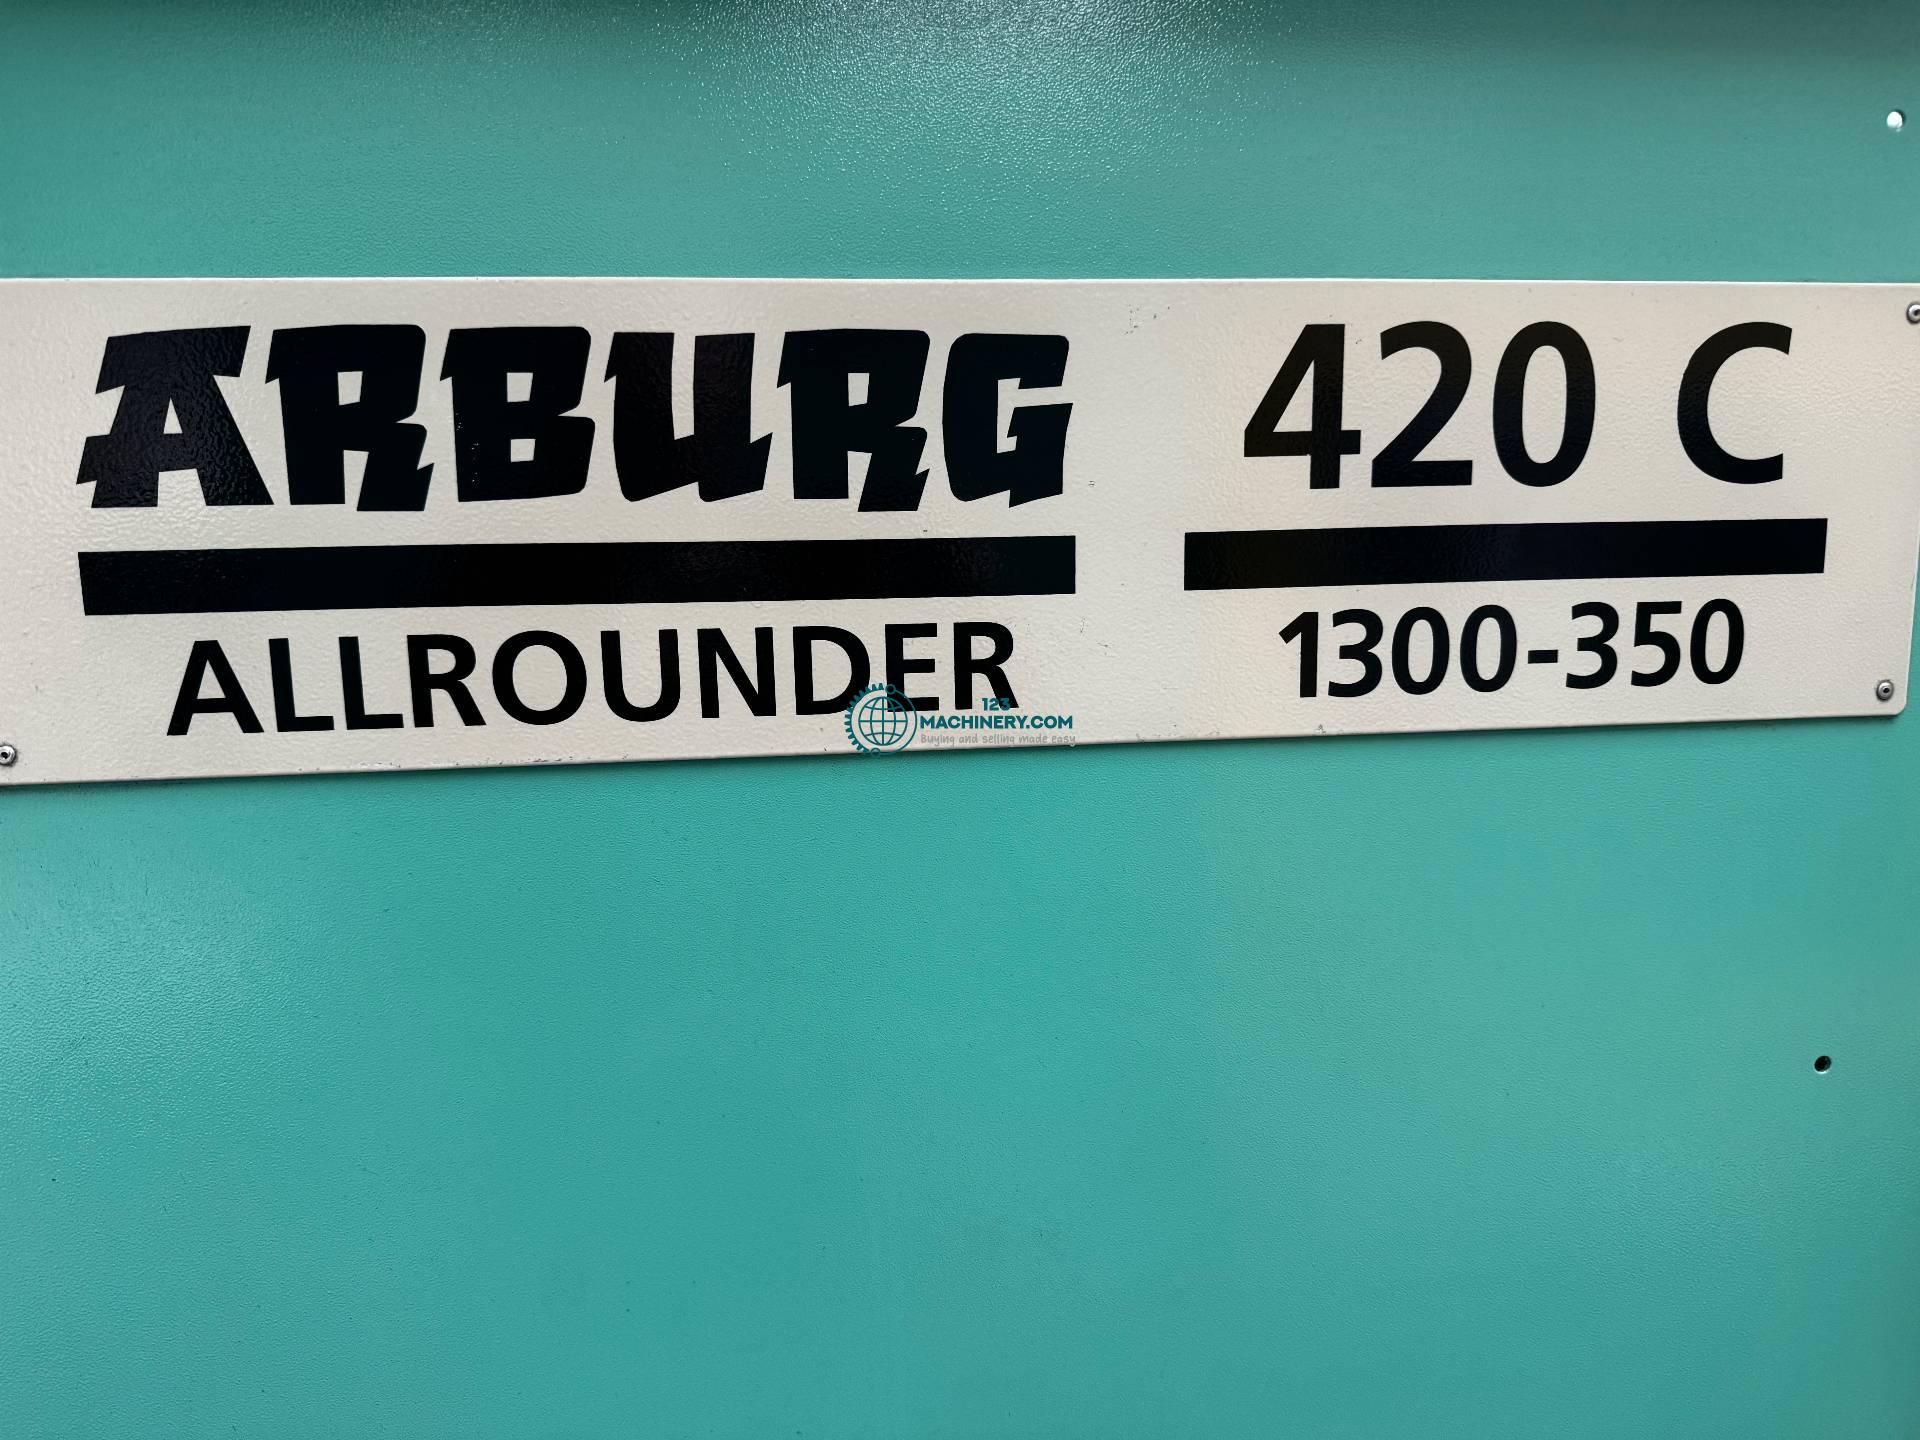 ARBURG
ALLROUNDER
420 C
1300-350
123
MACHINERY.COM
Buying and selling made easy